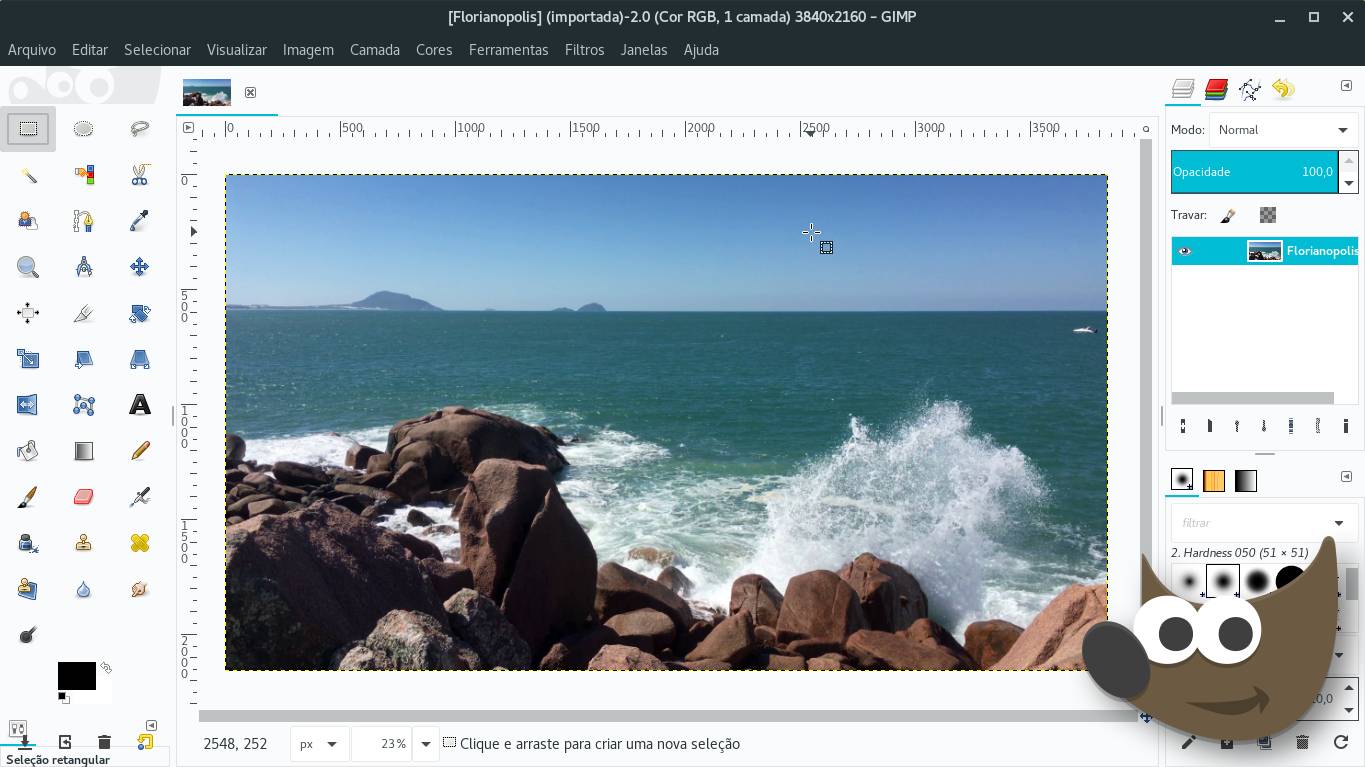 [Florianopolis] (importada)-2.0 (Cor RGB, 1 camada) 3840x2160 – GIMP
Arquivo Editar Selecionar Visualizar Imagem Camada Cores Ferramentas Filtros Janelas Ajuda
0 500 1000 1500 2000 2500 3000 3500
Modo: Normal
Opacidade 100,0
Travar:
Florianopolis
0
500
1000
1500
2000
filtrar
2. Hardness 050 (51 × 51)
0,0
2548, 252 px 23% Clique e arraste para criar uma nova seleção
Seleção retangular